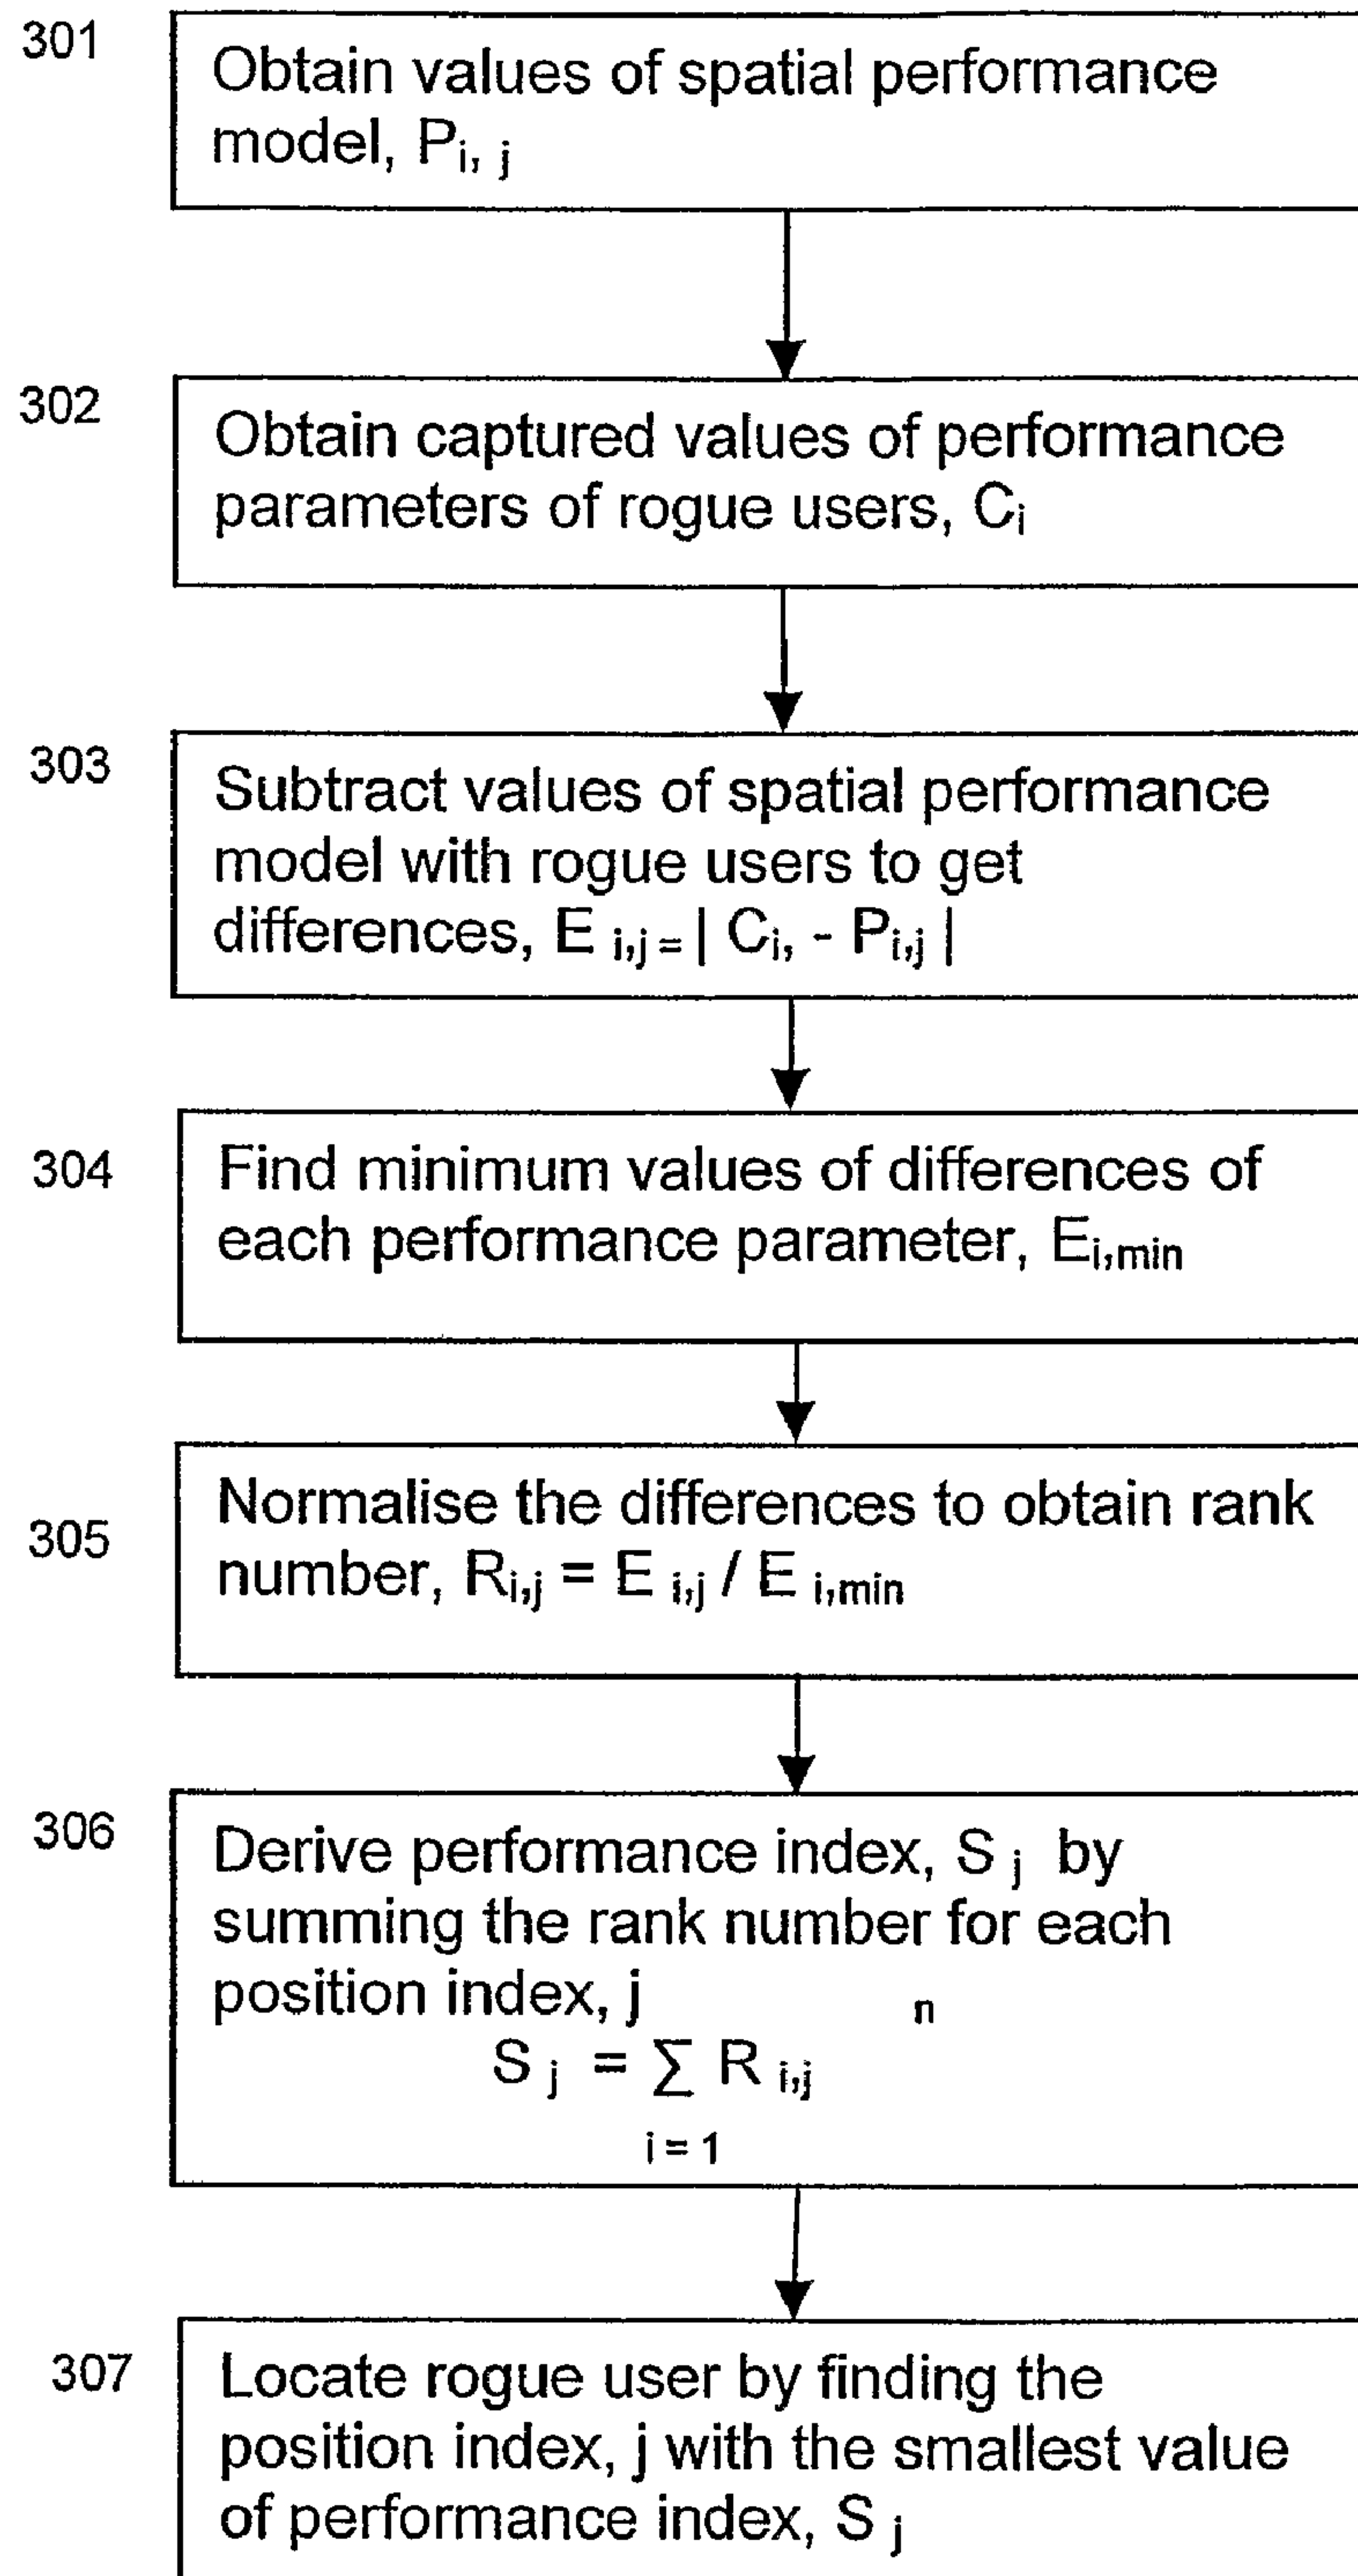 301
Obtain values of spatial performance
model, Pi, j
302
Obtain captured values of performance
parameters of rogue users, Ci
303
Subtract values of spatial performance
model with rogue users to get
differences, E i,j = | Ci, - Pi,j |
304
Find minimum values of differences of
each performance parameter, Ei,min
305
Normalise the differences to obtain rank
number, Ri,j = E i,j / E i,min
306
Derive performance index, S j by
summing the rank number for each
position index, j
n
S j = ∑ R i,j
i = 1
307
Locate rogue user by finding the
position index, j with the smallest value
of performance index, S j